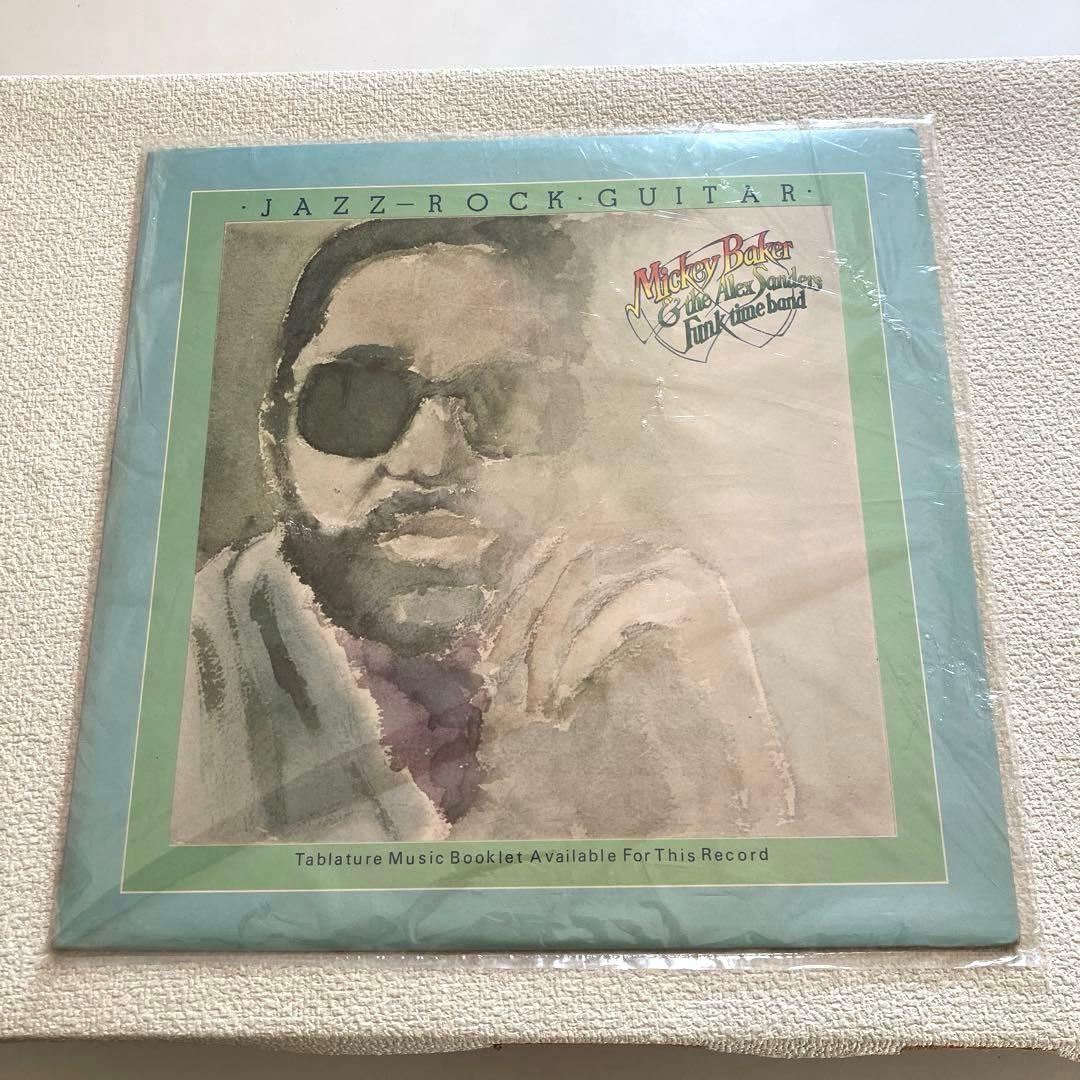 ·JAZZ–ROCK·GUITAR·
Mickey Baker
& the Alex Sanders
Funk time band
Tablature Music Booklet Available For This Record